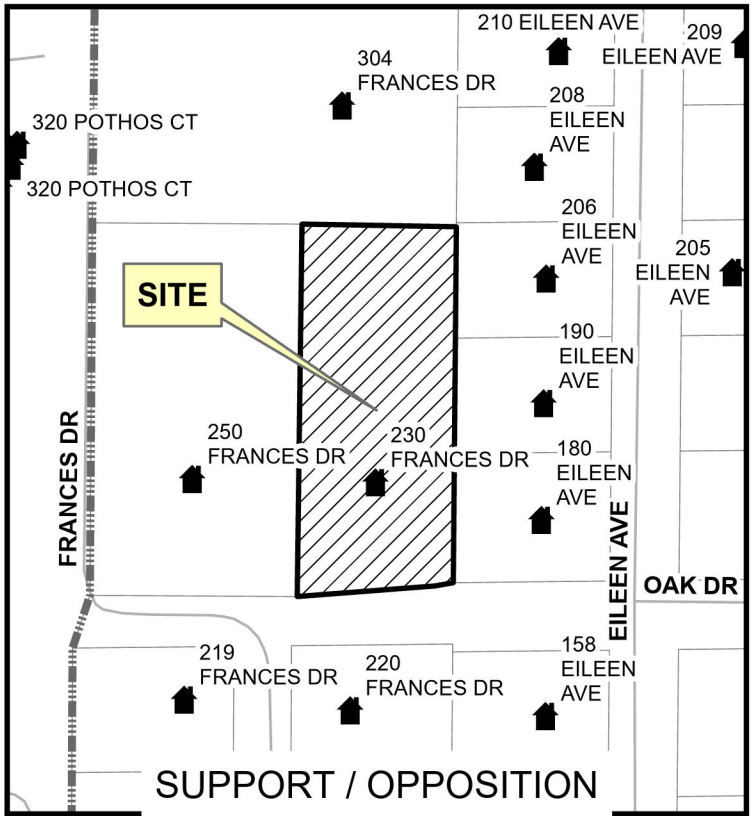 210 EILEEN AVE
209
EILEEN AVE
304
FRANCES DR
208
EILEEN
AVE
320 POTHOS CT
320 POTHOS CT
206
EILEEN
AVE
205
EILEEN
AVE
SITE
190
EILEEN
AVE
250
FRANCES DR
230
FRANCES DR
180
EILEEN
AVE
FRANCES DR
EILEEN AVE
OAK DR
219
FRANCES DR
220
FRANCES DR
158
EILEEN
AVE
SUPPORT / OPPOSITION